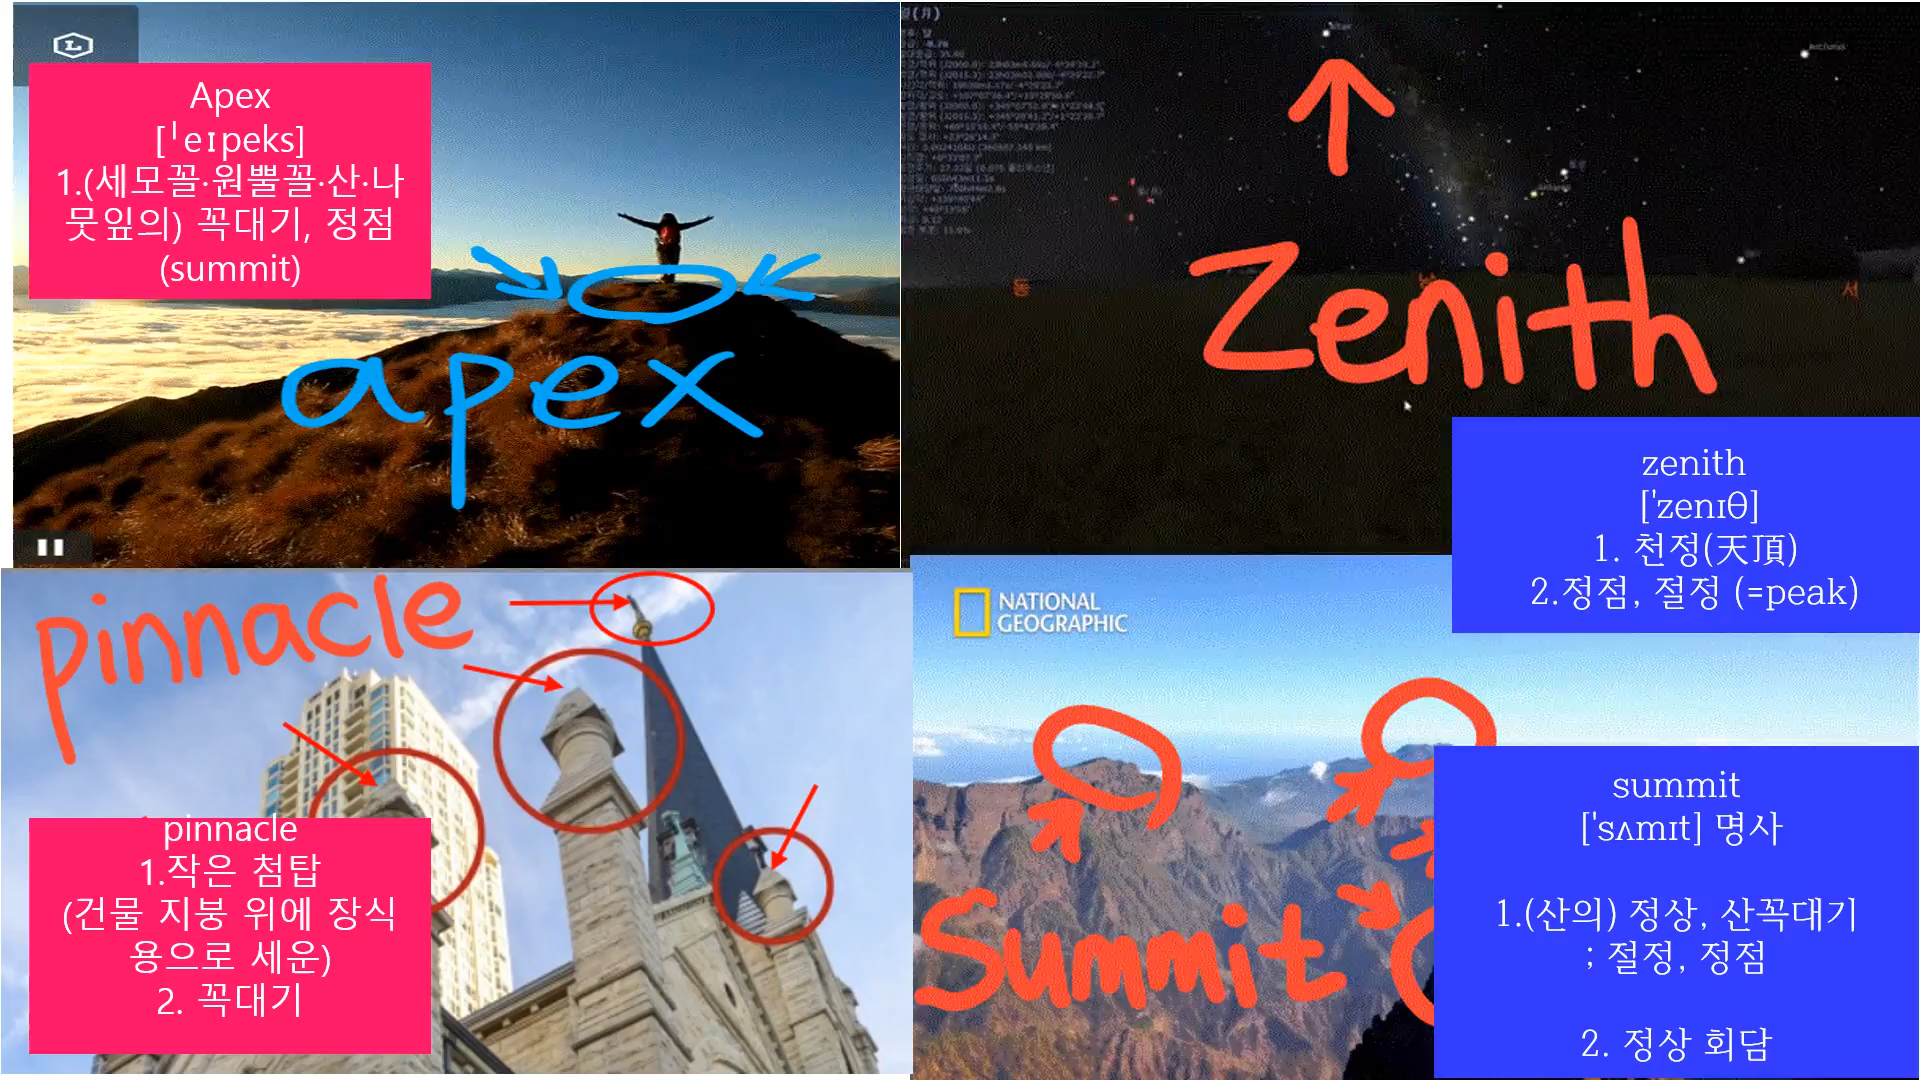 Apex
[ˈeɪpeks]
1.(세모꼴·원뿔꼴·산·나
뭇잎의) 꼭대기, 정점
(summit)
apex
Zenith
동
서
zenith
['zenɪθ]
1. 천정(天頂)
2.정점, 절정 (=peak)
pinnacle
pinnacle
1.작은 첨탑
(건물 지붕 위에 장식
용으로 세운)
2. 꼭대기
NATIONAL
GEOGRAPHIC
Summit
summit
['sʌmɪt] 명사
1.(산의) 정상, 산꼭대기
; 절정, 정점
2. 정상 회담